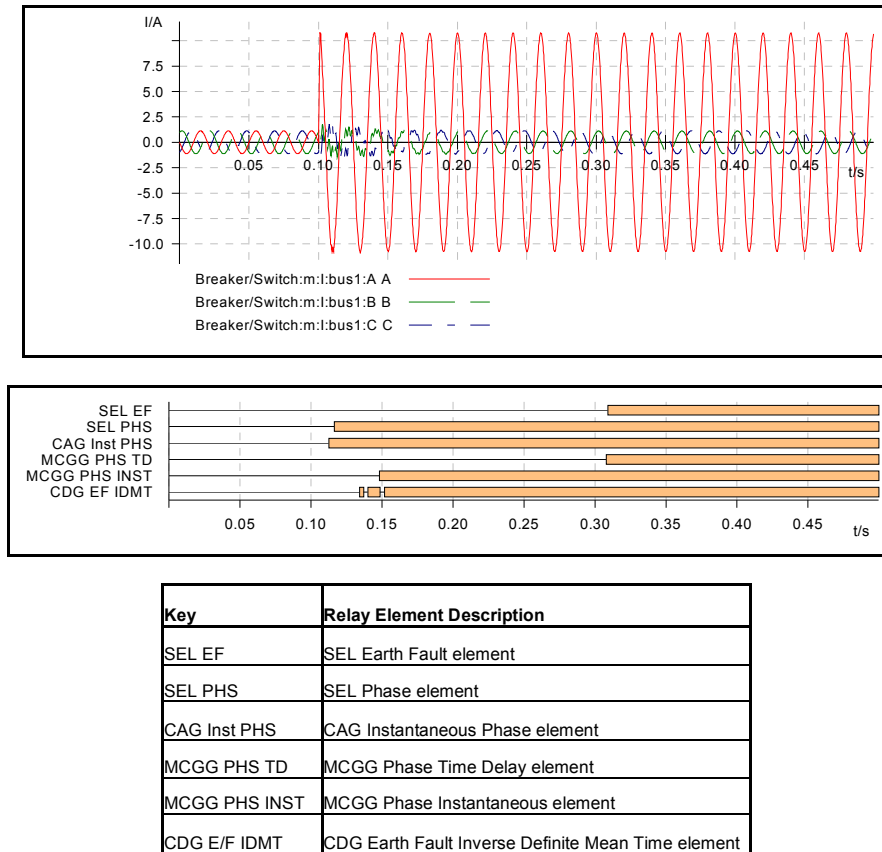 I/A
7.5
5.0
2.5
0.0
-2.5
-5.0
-7.5
-10.0
0.05 0.10 0.15 0.20 0.25 0.30 0.35 0.40 0.45 t/s
Breaker/Switch:m:I:bus1:A A
Breaker/Switch:m:I:bus1:B B
Breaker/Switch:m:I:bus1:C C
SEL EF
SEL PHS
CAG Inst PHS
MCGG PHS TD
MCGG PHS INST
CDG EF IDMT
0.05 0.10 0.15 0.20 0.25 0.30 0.35 0.40 0.45 t/s
Key Relay Element Description
SEL EF SEL Earth Fault element
SEL PHS SEL Phase element
CAG Inst PHS CAG Instantaneous Phase element
MCGG PHS TD MCGG Phase Time Delay element
MCGG PHS INST MCGG Phase Instantaneous element
CDG E/F IDMT CDG Earth Fault Inverse Definite Mean Time element